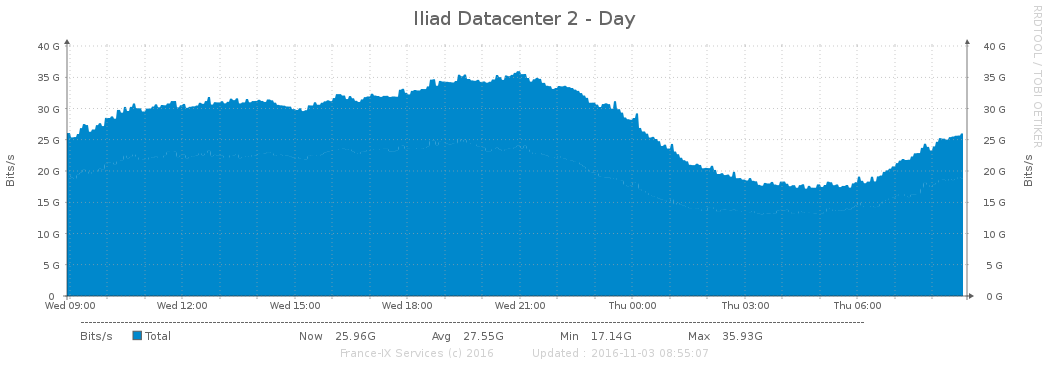 Iliad Datacenter 2 - Day
RRDTOOL / TOBI OETIKER
Bits/s
40 G 40 G
35 G 35 G
30 G 30 G
25 G 25 G
20 G 20 G
15 G 15 G
10 G 10 G
5 G 5 G
0 0 G
Bits/s
Wed 09:00 Wed 12:00 Wed 15:00 Wed 18:00 Wed 21:00 Thu 00:00 Thu 03:00 Thu 06:00
Bits/s Total Now 25.96G Avg 27.55G Min 17.14G Max 35.93G
France-IX Services (c) 2016 Updated : 2016-11-03 08:55:07